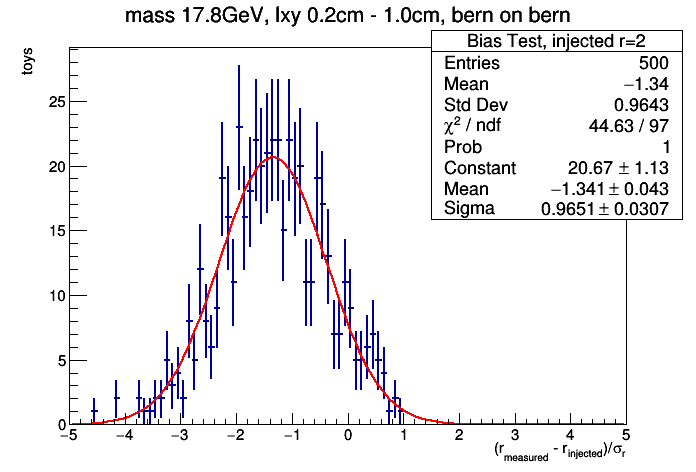 mass 17.8GeV, lxy 0.2cm - 1.0cm, bern on bern
Bias Test, injected r=2
Entries 500
Mean −1.34
Std Dev 0.9643
χ² / ndf 44.63 / 97
Prob 1
Constant 20.67 ± 1.13
Mean −1.341 ± 0.043
Sigma 0.9651 ± 0.0307
toys
25
20
15
10
5
0
−5 −4 −3 −2 −1 0 1 2 3 4 5
(r_measured - r_injected)/σ_r